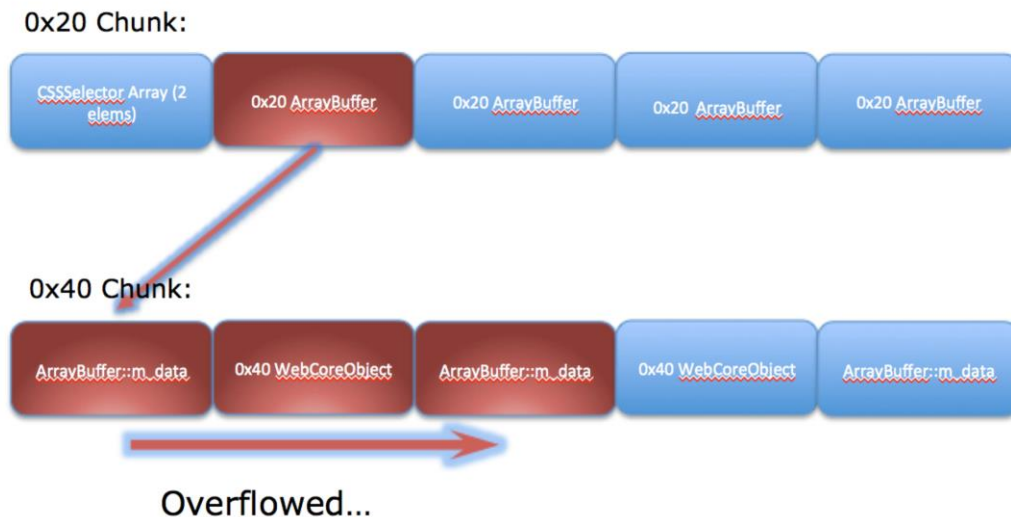 0x20 Chunk:
CSSSelector Array (2
elems)
0x20 ArrayBuffer
0x20 ArrayBuffer
0x20 ArrayBuffer
0x20 ArrayBuffer
0x40 Chunk:
ArrayBuffer::m_data
0x40 WebCoreObject
ArrayBuffer::m_data
0x40 WebCoreObject
ArrayBuffer::m_data
Overflowed...